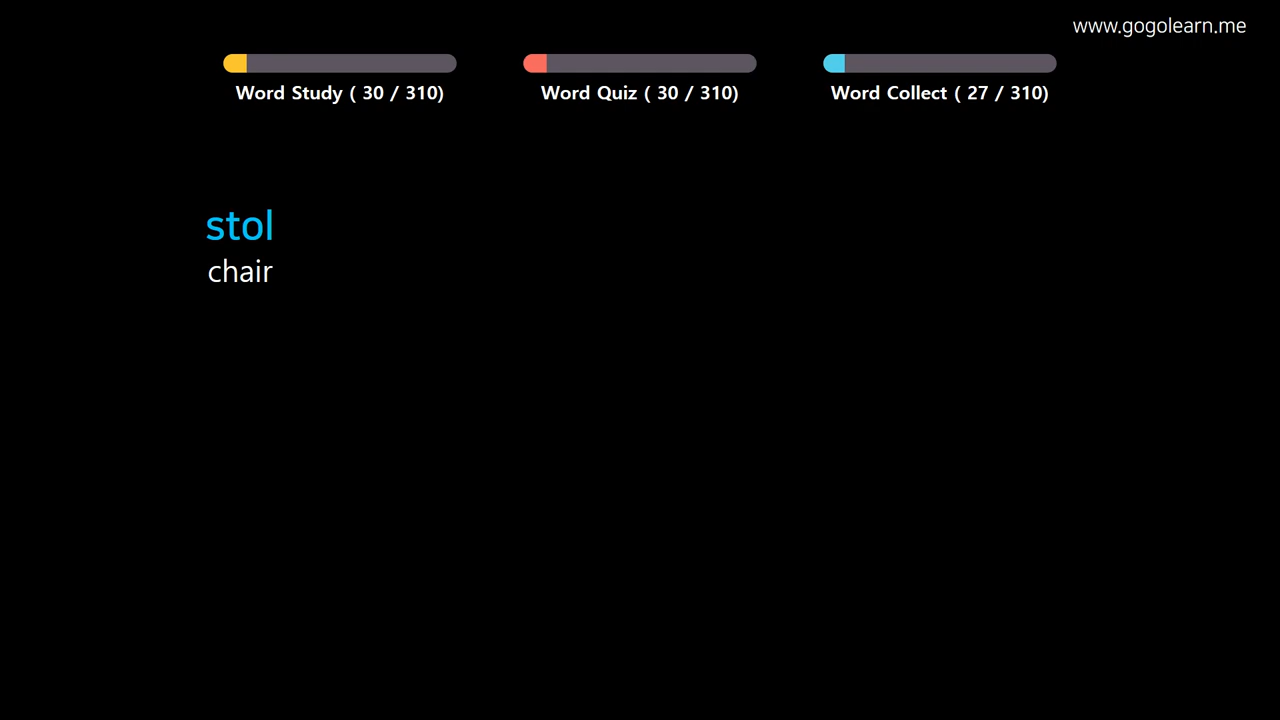 www.gogolearn.me
Word Study ( 30 / 310)
Word Quiz ( 30 / 310)
Word Collect ( 27 / 310)
stol
chair